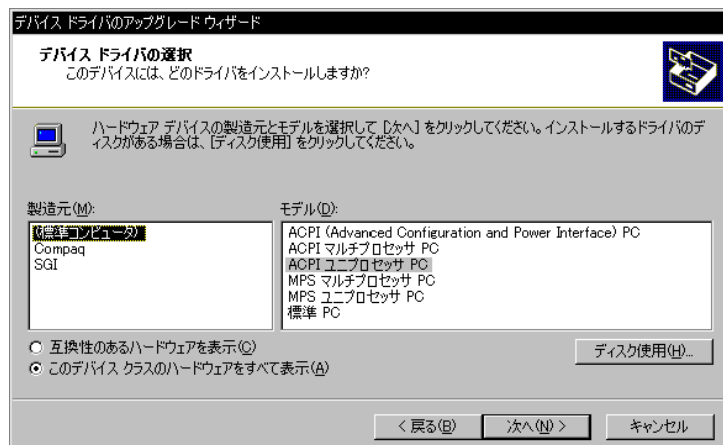 デバイス ドライバのアップグレード ウィザード
デバイス ドライバの選択
このデバイスには、どのドライバをインストールしますか?
ハードウェア デバイスの製造元とモデルを選択して [次へ] をクリックしてください。インストールするドライバのデ
ィスクがある場合は、[ディスク使用] をクリックしてください。
製造元(M):
(標準コンピュータ)
Compaq
SGI
モデル(D):
ACPI (Advanced Configuration and Power Interface) PC
ACPI マルチプロセッサ PC
ACPI ユニプロセッサ PC
MPS マルチプロセッサ PC
MPS ユニプロセッサ PC
標準 PC
互換性のあるハードウェアを表示(C)
このデバイス クラスのハードウェアをすべて表示(A)
ディスク使用(H)...
< 戻る(B)
次へ(N) >
キャンセル